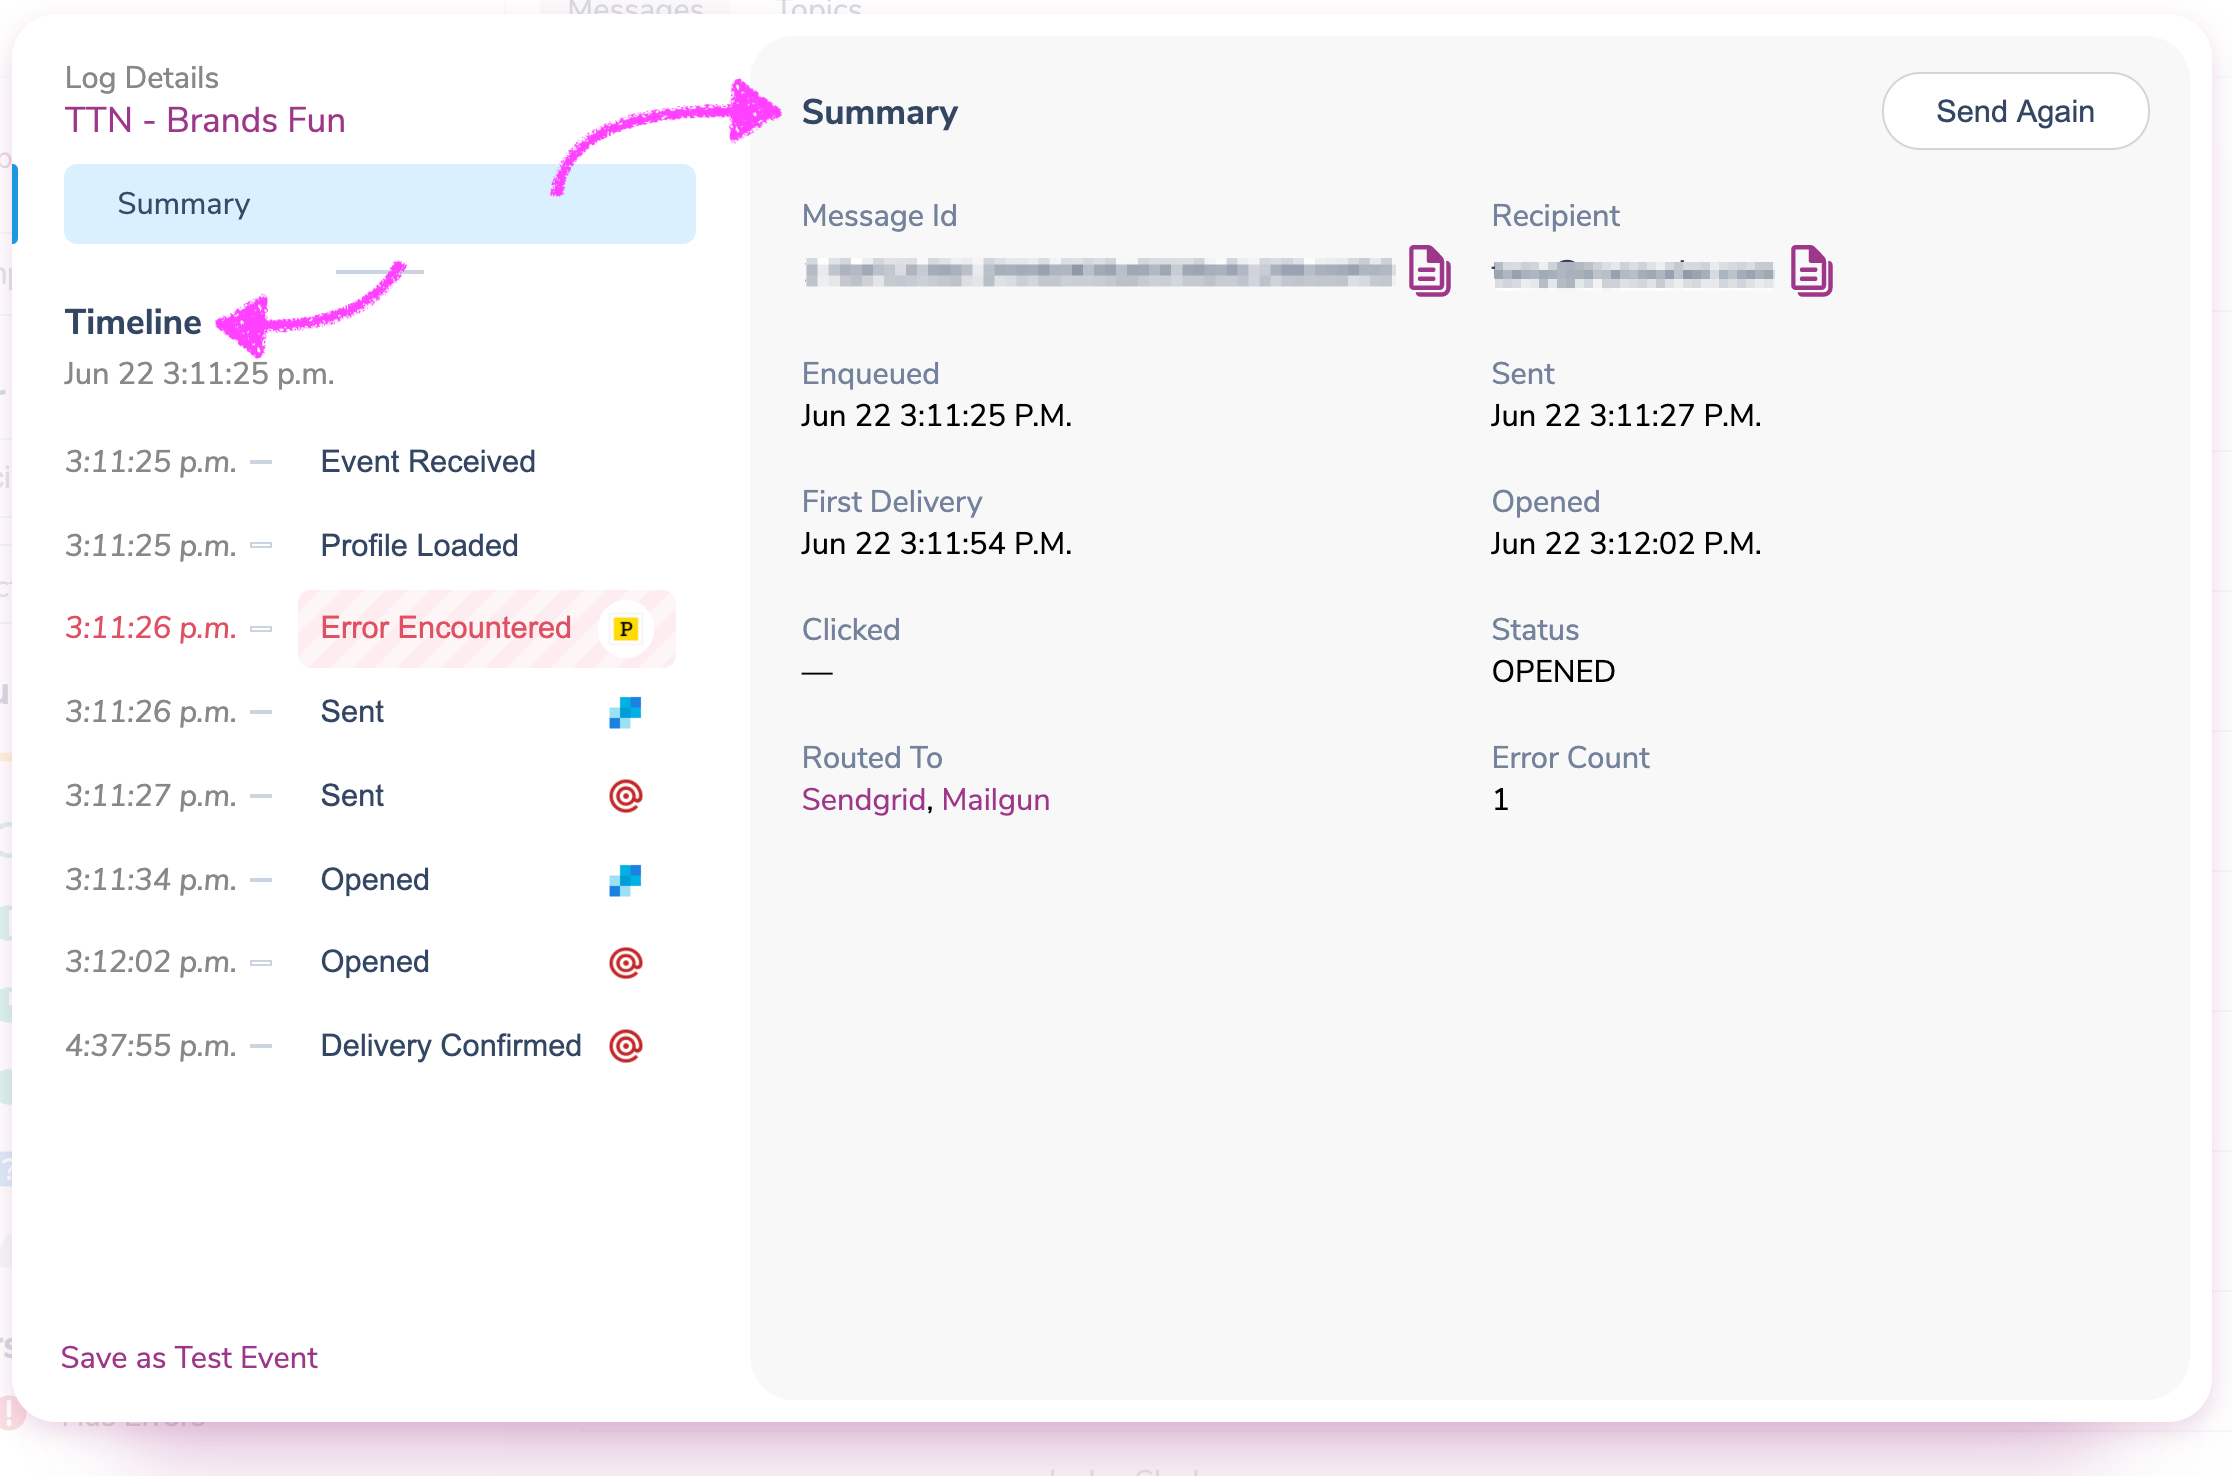 Messages Topics
Log Details
TTN - Brands Fun
Summary
Timeline
Jun 22 3:11:25 p.m.
3:11:25 p.m. Event Received
3:11:25 p.m. Profile Loaded
3:11:26 p.m. Error Encountered P
3:11:26 p.m. Sent
3:11:27 p.m. Sent
3:11:34 p.m. Opened
3:12:02 p.m. Opened
4:37:55 p.m. Delivery Confirmed
Save as Test Event
Summary
Send Again
Message Id
Recipient
Enqueued
Jun 22 3:11:25 P.M.
Sent
Jun 22 3:11:27 P.M.
First Delivery
Jun 22 3:11:54 P.M.
Opened
Jun 22 3:12:02 P.M.
Clicked
—
Status
OPENED
Routed To
Sendgrid, Mailgun
Error Count
1